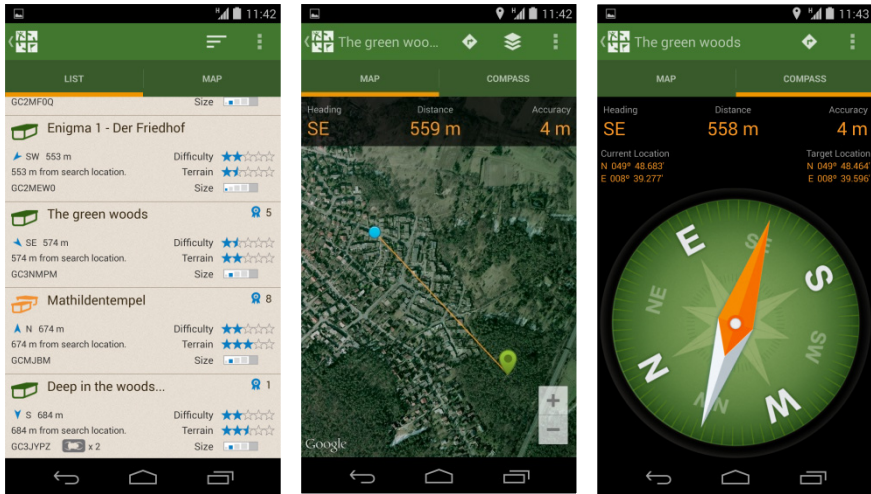 11:42
LIST MAP
GC2MF0Q Size
Enigma 1 - Der Friedhof
SW 553 m Difficulty
553 m from search location. Terrain
GC2MEW0 Size
The green woods 5
SE 574 m Difficulty
574 m from search location. Terrain
GC3NMPM Size
Mathildentempel 8
N 674 m Difficulty
674 m from search location. Terrain
GCMJBM Size
Deep in the woods... 1
S 684 m Difficulty
684 m from search location. Terrain
GC3JYPZ x 2 Size
11:42
The green woo...
MAP COMPASS
Heading Distance Accuracy
SE 559 m 4 m
+
−
Google
11:43
The green woods
MAP COMPASS
Heading Distance Accuracy
SE 558 m 4 m
Current Location Target Location
N 049° 48.683' N 049° 48.464'
E 008° 39.277' E 008° 39.596'
E SE
NE S
SW
N
NW W